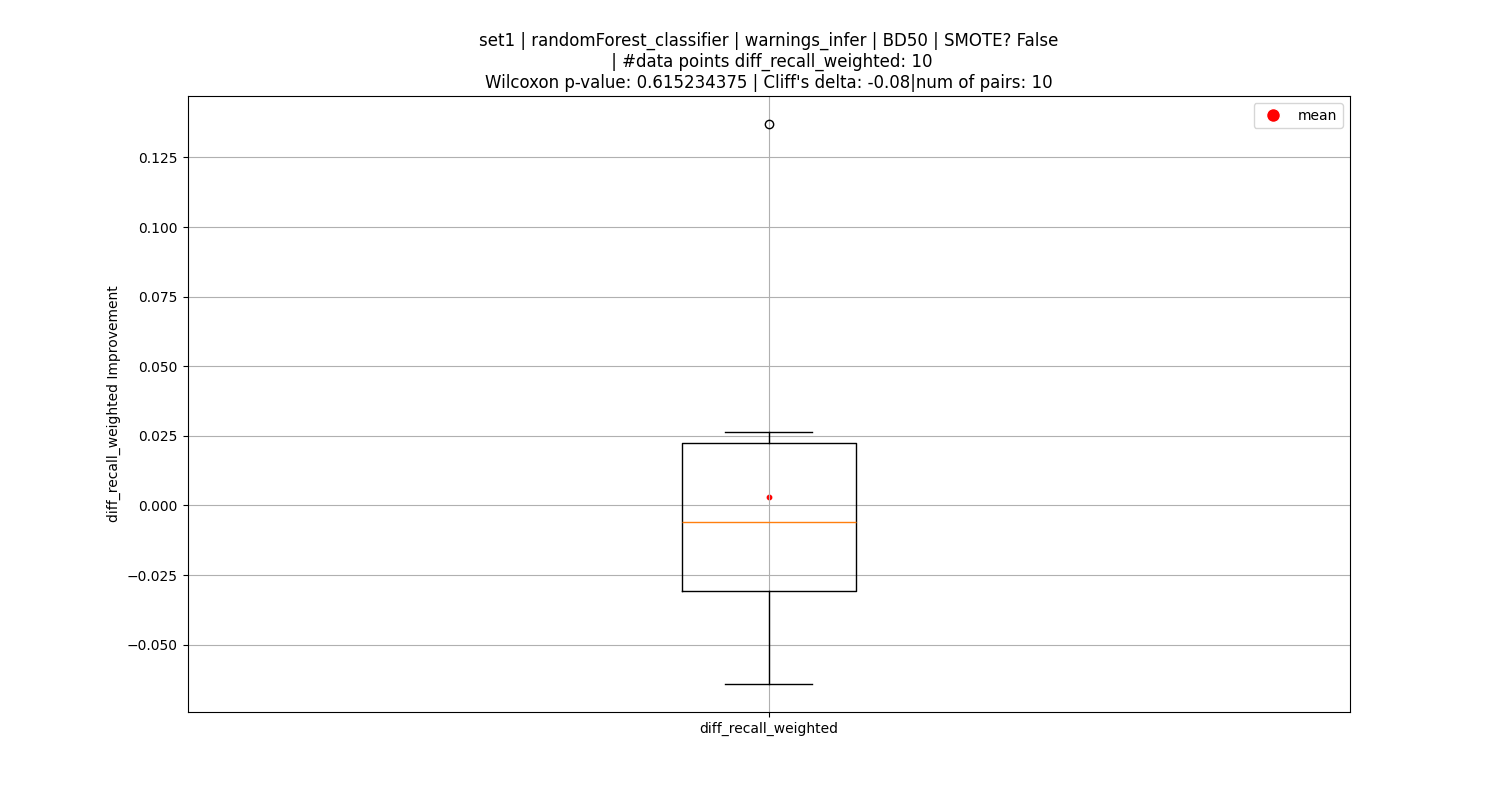 set1 | randomForest_classifier | warnings_infer | BD50 | SMOTE? False
| #data points diff_recall_weighted: 10
Wilcoxon p-value: 0.615234375 | Cliff's delta: -0.08|num of pairs: 10
mean
0.125
0.100
0.075
0.050
0.025
0.000
−0.025
−0.050
diff_recall_weighted Improvement
diff_recall_weighted